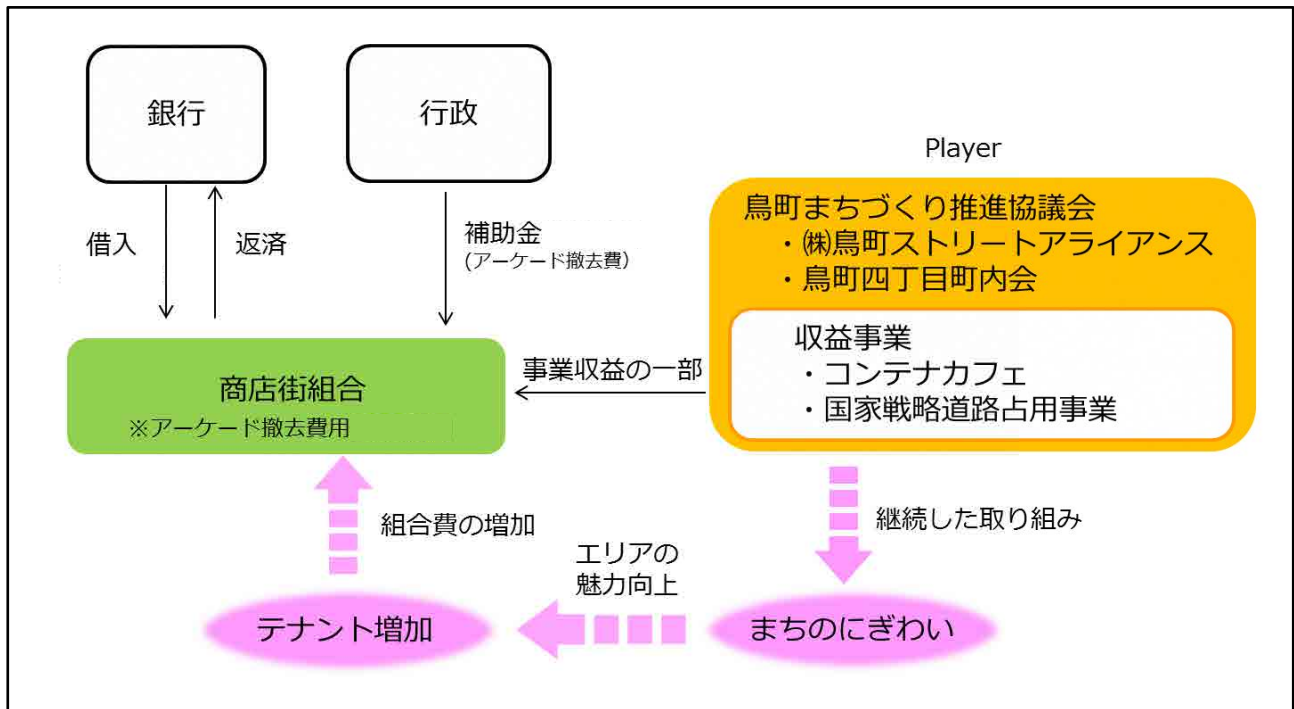 銀行
行政
Player
鳥町まちづくり推進協議会
・㈱鳥町ストリートアライアンス
・鳥町四丁目町内会
借入
返済
補助金
(アーケード撤去費)
収益事業
・コンテナカフェ
・国家戦略道路占用事業
商店街組合
※アーケード撤去費用
事業収益の一部
組合費の増加
継続した取り組み
エリアの
魅力向上
テナント増加
まちのにぎわい